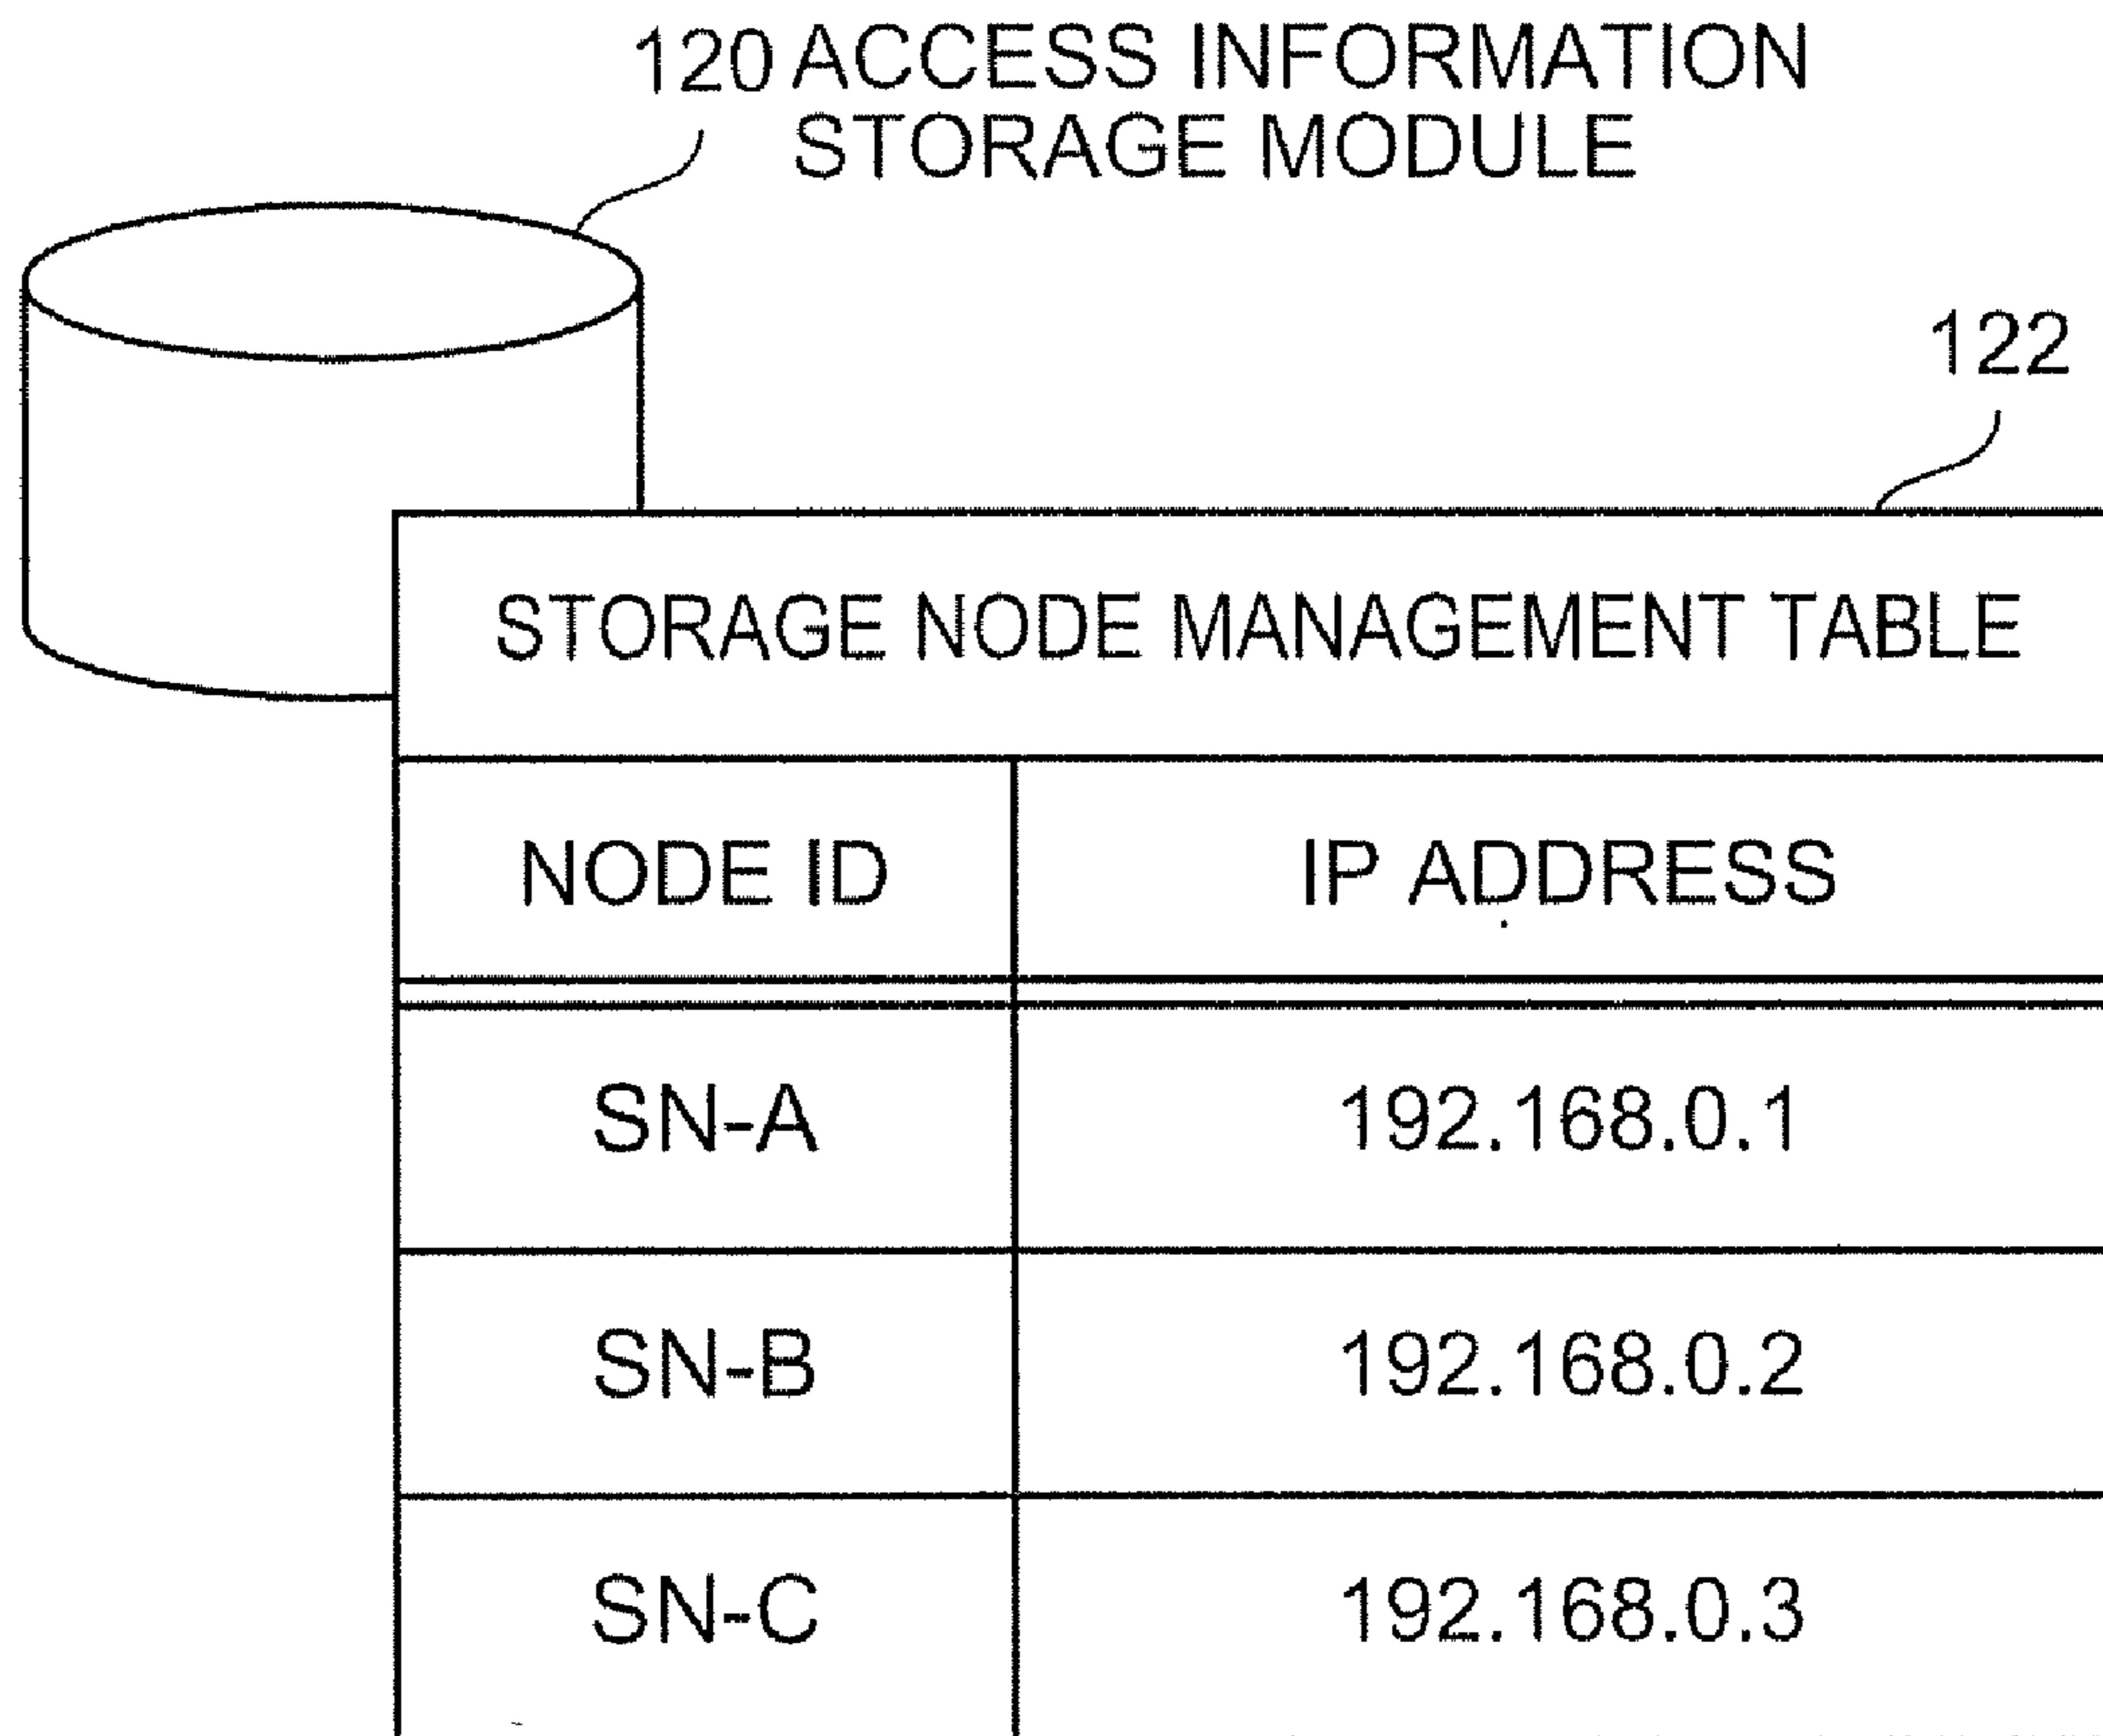 120 ACCESS INFORMATION
STORAGE MODULE
122
STORAGE NODE MANAGEMENT TABLE
NODE ID IP ADDRESS
SN-A 192.168.0.1
SN-B 192.168.0.2
SN-C 192.168.0.3